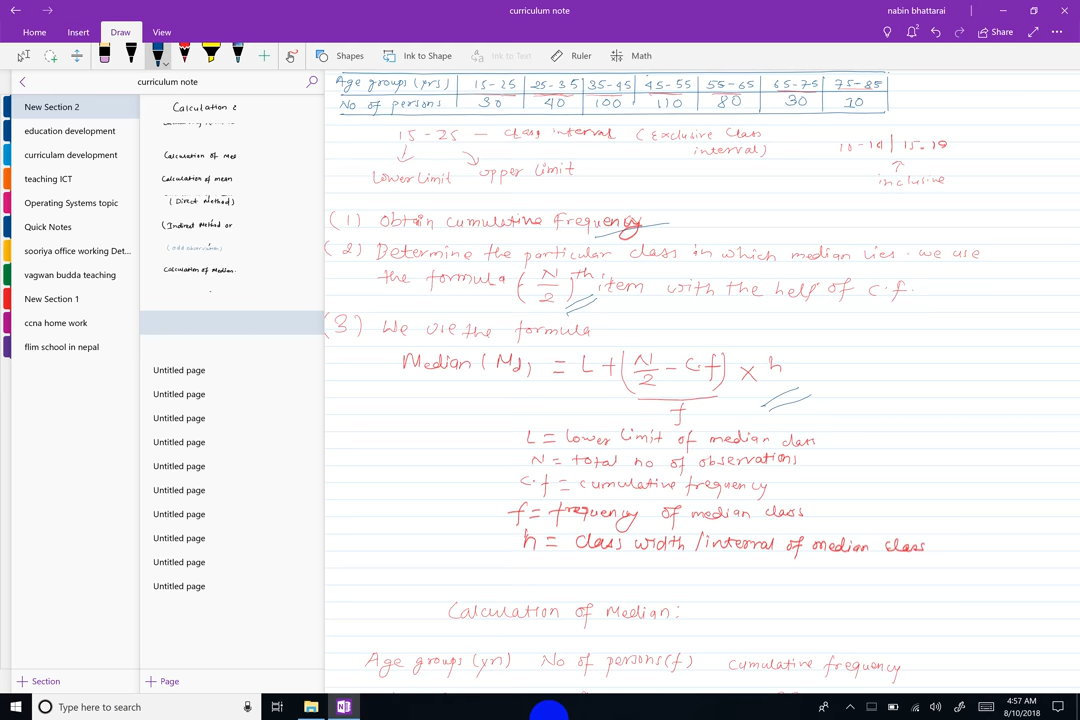 curriculum note
nabin bhattarai
Home
Insert
Draw
View
Share
Shapes
Ink to Shape
Ink to Text
Ruler
Math
curriculum note
New Section 2
education development
curriculam development
teaching ICT
Operating Systems topic
Quick Notes
sooriya office working Det...
vagwan budda teaching
New Section 1
ccna home work
flim school in nepal
Calculation of Med
Calculation of mean
(Direct Method)
(Indirect Method or
(odd observation)
Calculation of Median.
Untitled page
Untitled page
Untitled page
Untitled page
Untitled page
Untitled page
Untitled page
Untitled page
Untitled page
Untitled page
Age groups (yrs) 15-25 25-35 35-45 45-55 55-65 65-75 75-85
No of persons 30 40 100 110 80 30 10
15-25 — class interval (Exclusive class interval)
Lower limit upper limit
15-19
inclusive
(1) Obtain cumulative frequency
(2) Determine the particular class in which median lies. we use
the formula (N/2)th item with the help of c.f.
(3) We use the formula
Median (Md) = L + (N/2 - c.f) × h
f
L = lower limit of median class
N = total no of observations
c.f = cumulative frequency
f = frequency of median class
h = class width/interval of median class
Calculation of Median:
Age groups (yrs) No of persons (f) cumulative frequency
+ Section
+ Page
Type here to search
4:57 AM
8/10/2018